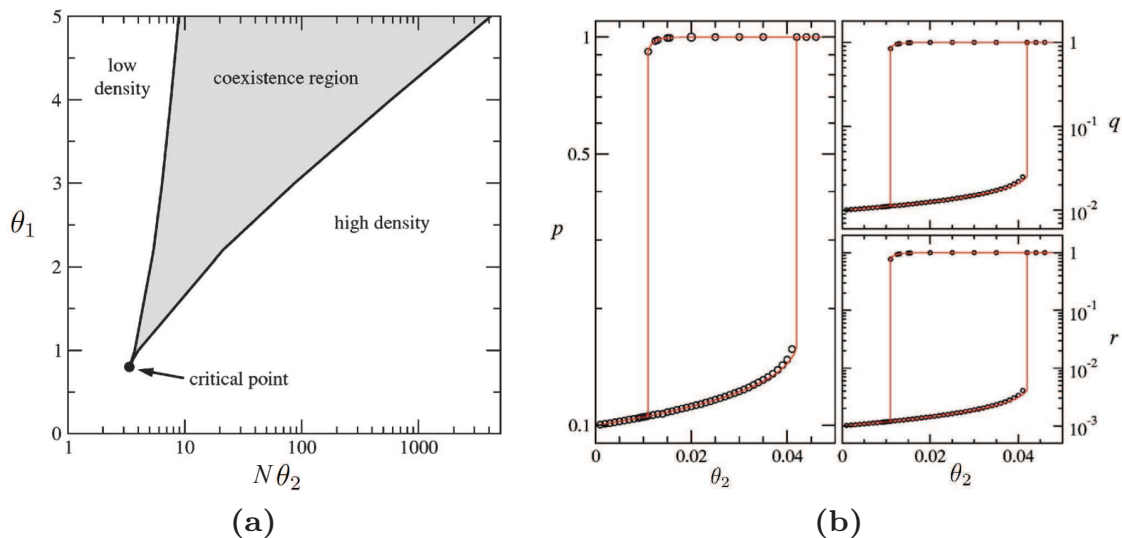 5
4
3
2
1
0
θ₁
low
density
coexistence region
high density
critical point
1
10
100
1000
Nθ₂
(a)
1
0.5
0.1
p
0
0.02
0.04
θ₂
1
10⁻¹
q
10⁻²
1
10⁻¹
r
10⁻²
10⁻³
0
0.02
0.04
θ₂
(b)